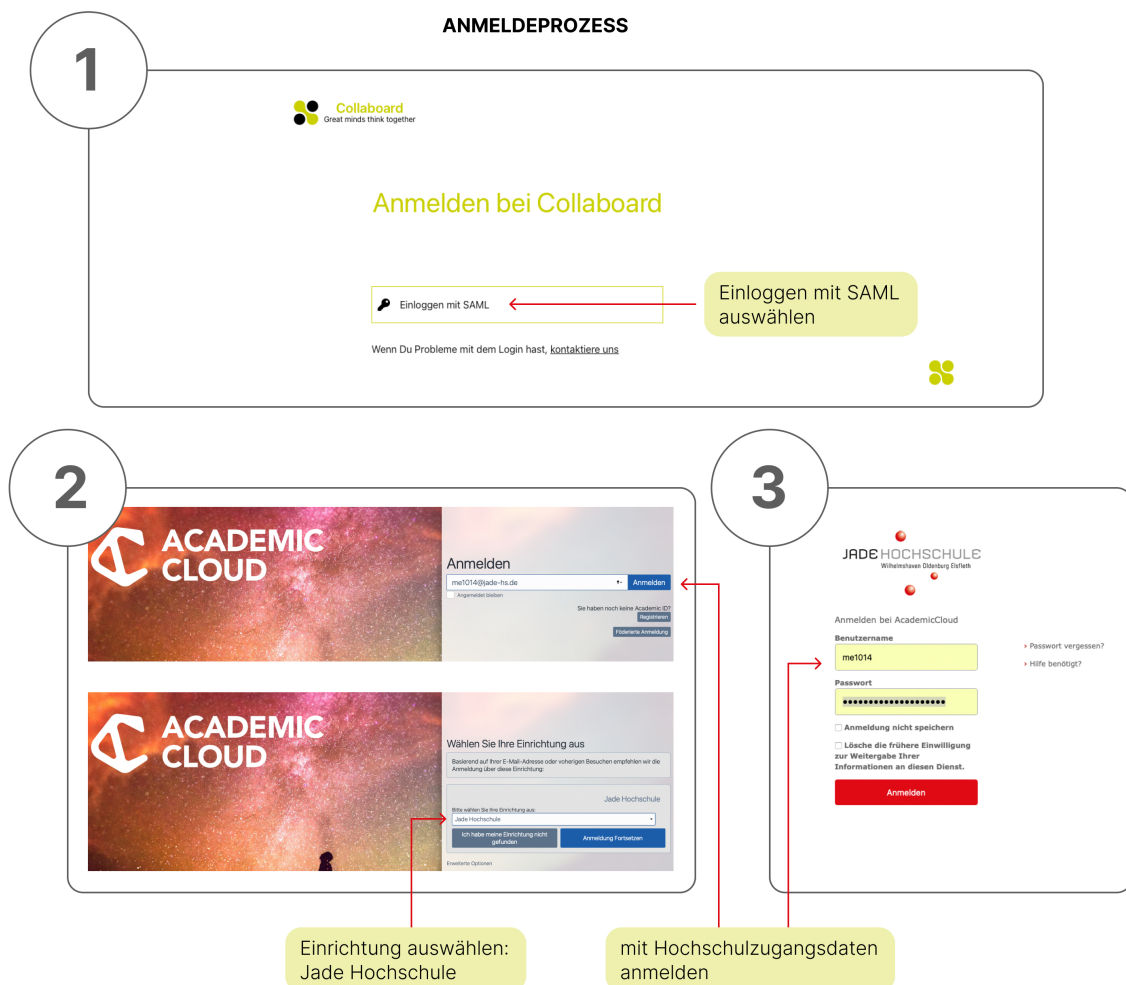 ANMELDEPROZESS
1
Collaboard
Great minds think together
Anmelden bei Collaboard
Einloggen mit SAML
Einloggen mit SAML
auswählen
Wenn Du Probleme mit dem Login hast, kontaktiere uns
2
ACADEMIC
CLOUD
Anmelden
me1014@jade-hs.de
Anmelden
Angemeldet bleiben
Sie haben noch keine Academic ID?
Registrieren
Föderierte Anmeldung
ACADEMIC
CLOUD
Wählen Sie Ihre Einrichtung aus
Basierend auf Ihrer E-Mail-Adresse oder vorherigen Besuchen empfehlen wir die
Anmeldung über diese Einrichtung:
Jade Hochschule
Bitte wählen Sie Ihre Einrichtung aus:
Jade Hochschule
Ich habe meine Einrichtung nicht
gefunden
Anmeldung Fortsetzen
Erweiterte Optionen
Einrichtung auswählen:
Jade Hochschule
3
JADE HOCHSCHULE
Wilhelmshaven Oldenburg Elsfleth
Anmelden bei AcademicCloud
Benutzername
me1014
Passwort vergessen?
Hilfe benötigt?
Passwort
Anmeldung nicht speichern
Lösche die frühere Einwilligung
zur Weitergabe Ihrer
Informationen an diesen Dienst.
Anmelden
mit Hochschulzugangsdaten
anmelden